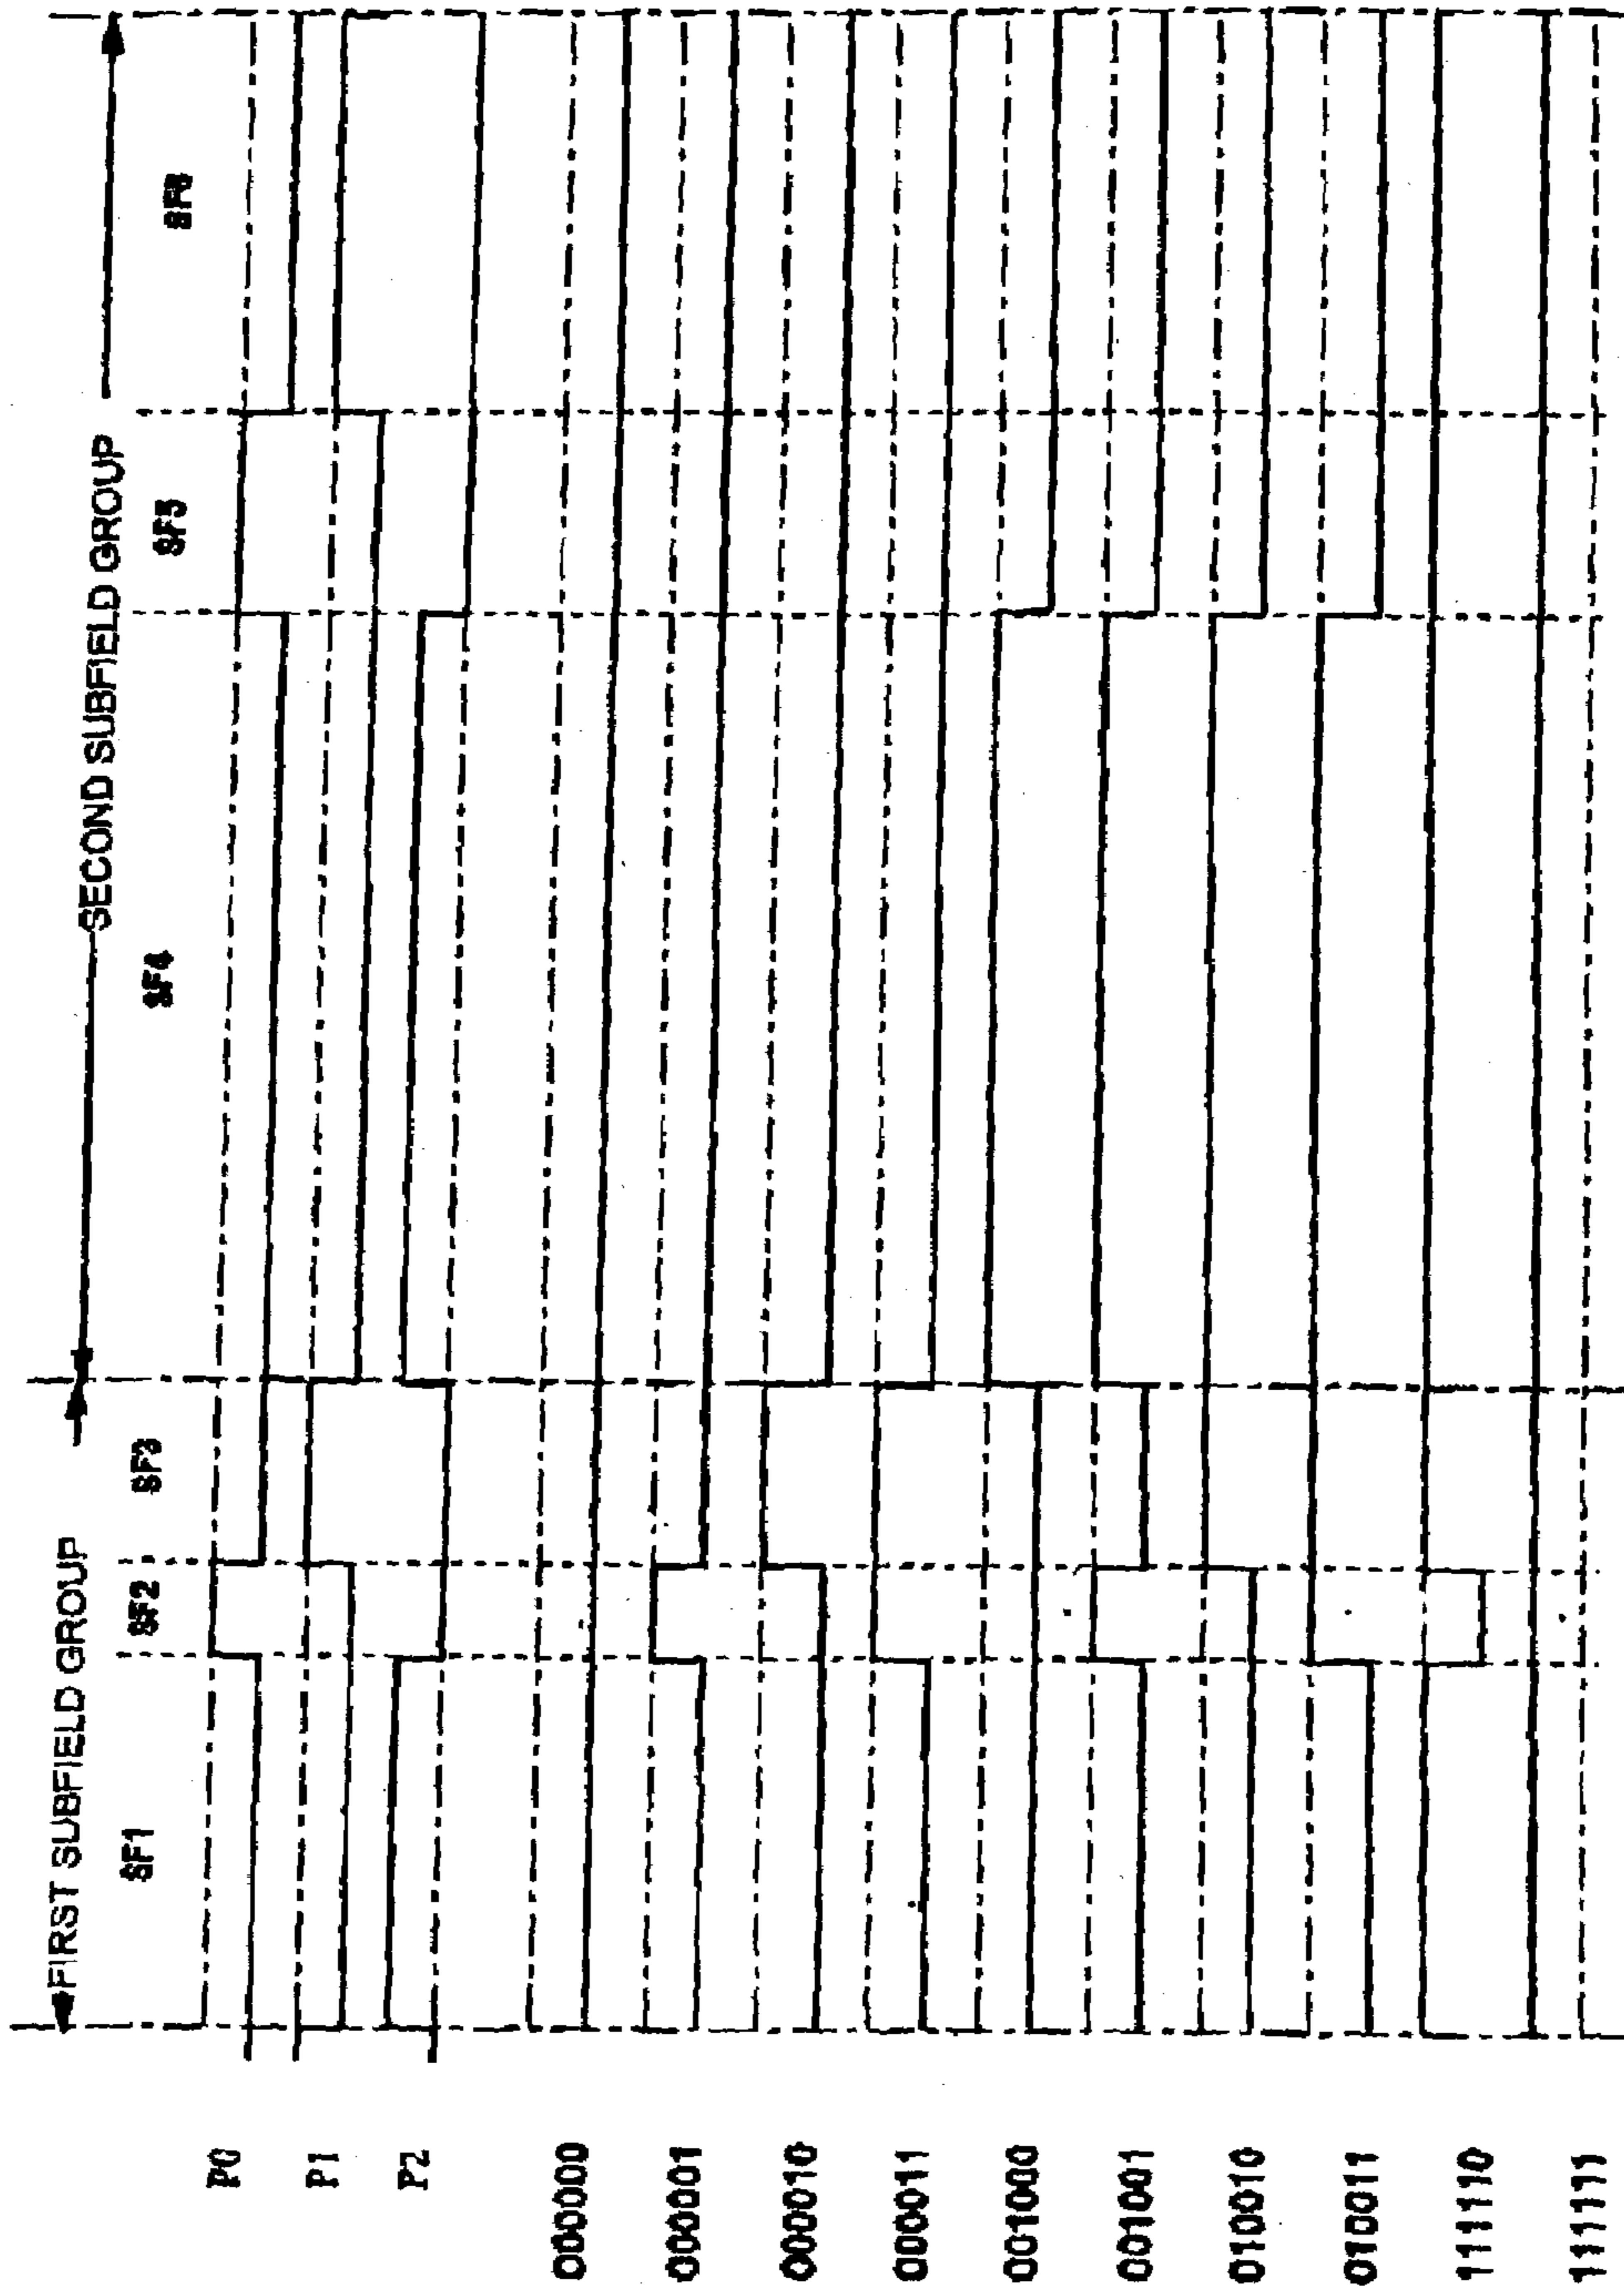 FIRST SUBFIELD GROUP
SECOND SUBFIELD GROUP
SF1
SF2
SF3
SF4
SF5
SF6
P0
P1
P2
000000
000001
000010
000011
001000
001001
010010
010011
111110
111111